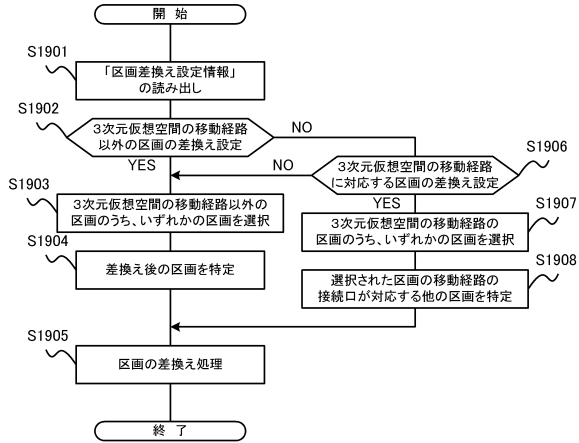 開 始
S1901
「区画差換え設定情報」
の読み出し
S1902
3次元仮想空間の移動経路
以外の区画の差換え設定
NO
YES
S1906
3次元仮想空間の移動経路
に対応する区画の差換え設定
NO
YES
S1903
3次元仮想空間の移動経路以外の
区画のうち、いずれかの区画を選択
S1907
3次元仮想空間の移動経路の
区画のうち、いずれかの区画を選択
S1904
差換え後の区画を特定
S1908
選択された区画の移動経路の
接続口が対応する他の区画を特定
S1905
区画の差換え処理
終 了